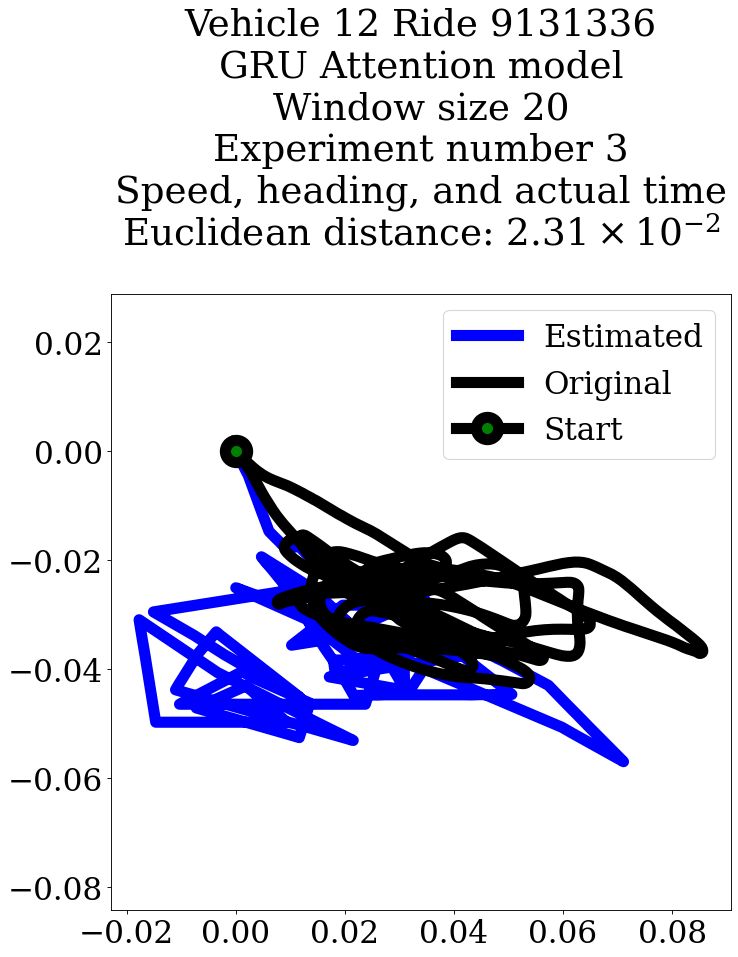 Vehicle 12 Ride 9131336
GRU Attention model
Window size 20
Experiment number 3
Speed, heading, and actual time
Euclidean distance: 2.31 × 10⁻²
Estimated
Original
Start
0.02
0.00
−0.02
−0.04
−0.06
−0.08
−0.02 0.00 0.02 0.04 0.06 0.08